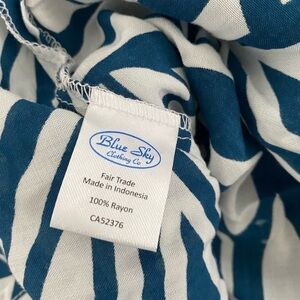 Blue Sky
Clothing Co.
Fair Trade
Made in Indonesia
100% Rayon
CA52376